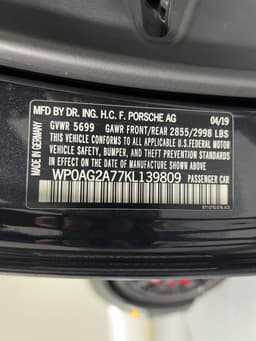 MFD BY DR. ING. H.C. F. PORSCHE AG 04/19
GVWR 5699 GAWR FRONT/REAR 2855/2998 LBS
THIS VEHICLE CONFORMS TO ALL APPLICABLE
U.S. FEDERAL MOTOR
VEHICLE SAFETY, BUMPER, AND THEFT PREVENTION
STANDARDS IN EFFECT ON THE DATE OF
MANUFACTURE SHOWN ABOVE
WP0AG2A77KL139809 PASSENGER CAR
MADE IN GERMANY